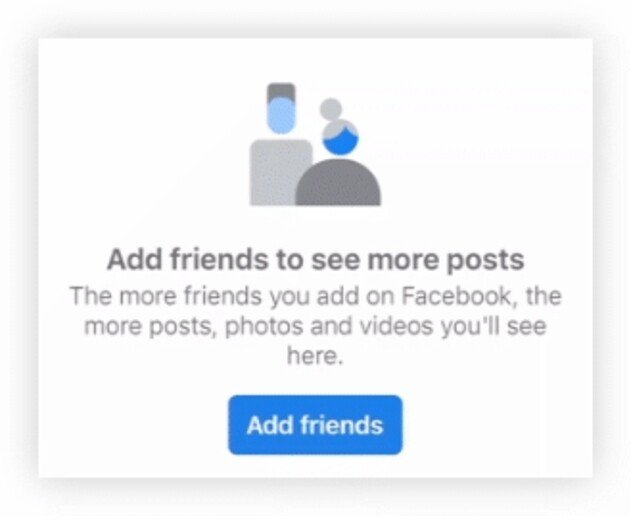 Add friends to see more posts
The more friends you add on Facebook, the
more posts, photos and videos you'll see
here.
Add friends